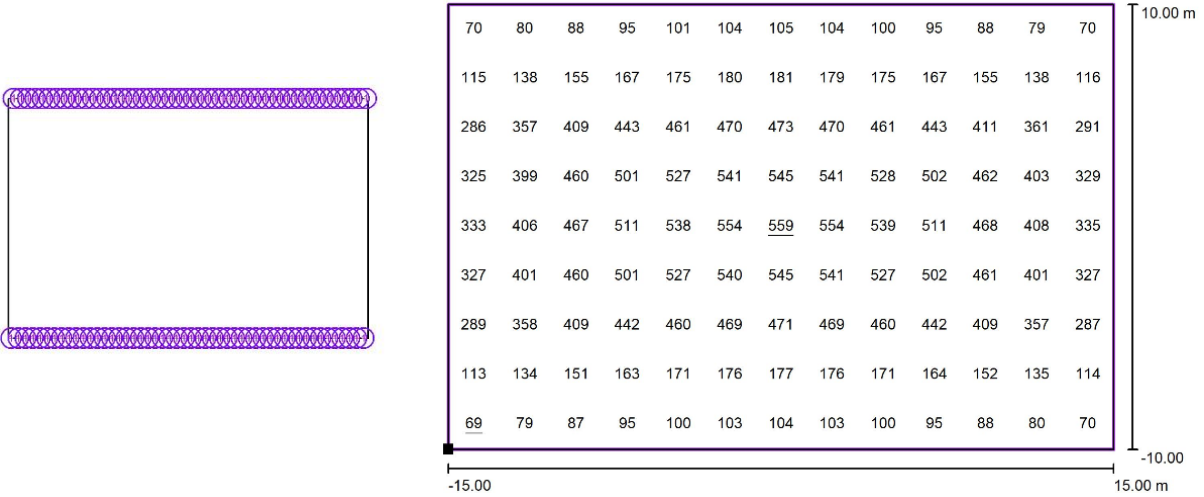 70 80 88 95 101 104 105 104 100 95 88 79 70
10.00 m
115 138 155 167 175 180 181 179 175 167 155 138 116
286 357 409 443 461 470 473 470 461 443 411 361 291
325 399 460 501 527 541 545 541 528 502 462 403 329
333 406 467 511 538 554 559 554 539 511 468 408 335
327 401 460 501 527 540 545 541 527 502 461 401 327
289 358 409 442 460 469 471 469 460 442 409 357 287
113 134 151 163 171 176 177 176 171 164 152 135 114
69 79 87 95 100 103 104 103 100 95 88 80 70
-10.00
-15.00 15.00 m